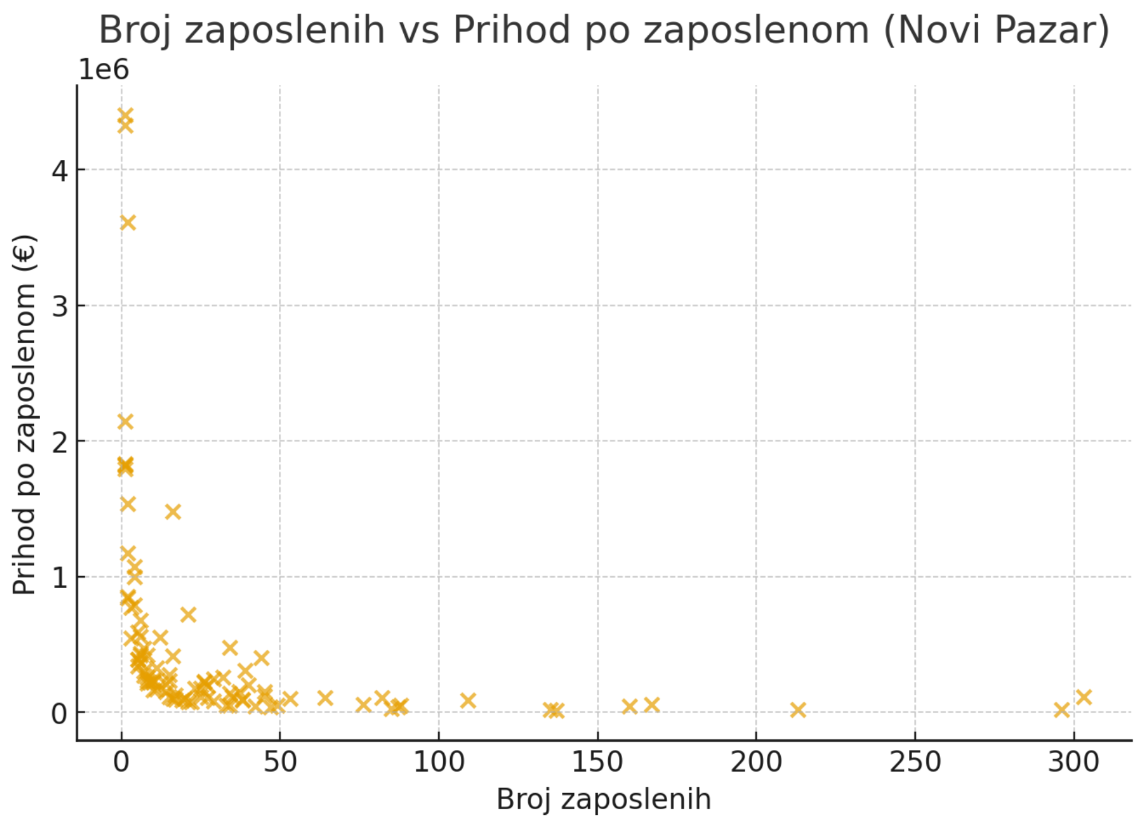 Broj zaposlenih vs Prihod po zaposlenom (Novi Pazar)
1e6
4
3
2
1
0
Prihod po zaposlenom (€)
0 50 100 150 200 250 300
Broj zaposlenih